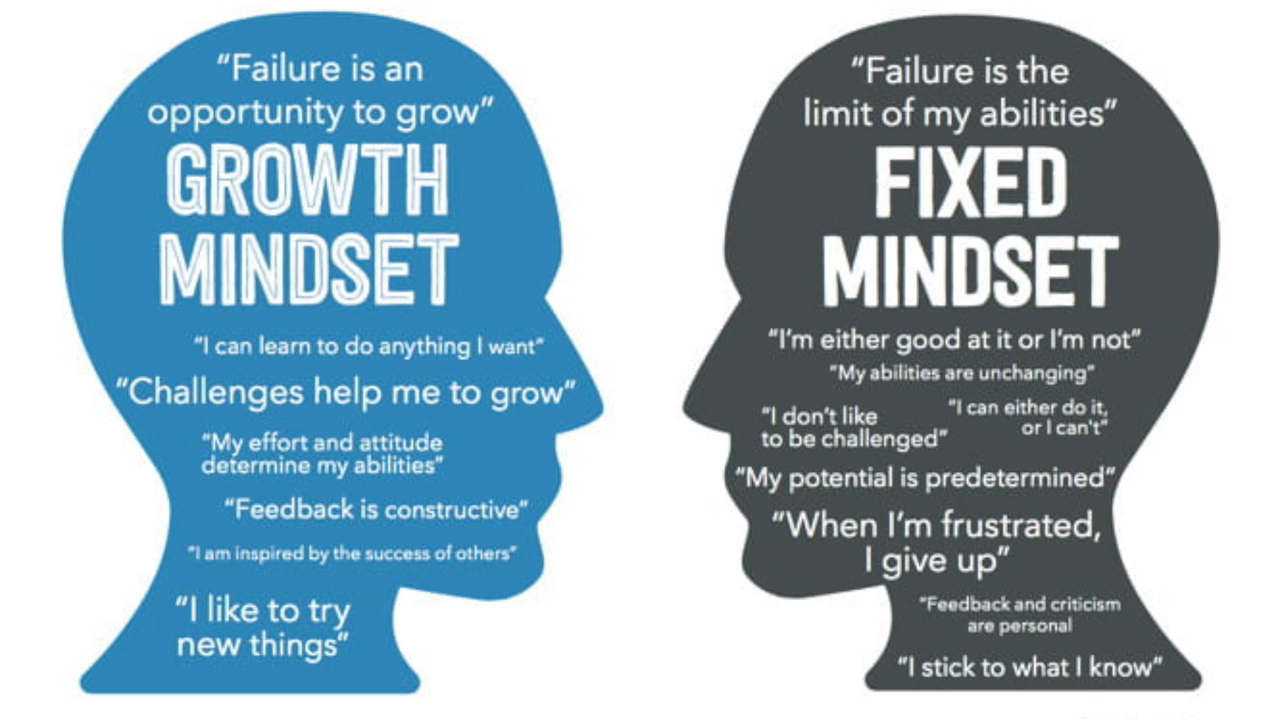 “Failure is an
opportunity to grow”
GROWTH
MINDSET
“I can learn to do anything I want”
“Challenges help me to grow”
“My effort and attitude
determine my abilities”
“Feedback is constructive”
“I am inspired by the success of others”
“I like to try
new things”
“Failure is the
limit of my abilities”
FIXED
MINDSET
“I’m either good at it or I’m not”
“My abilities are unchanging”
“I don’t like
to be challenged”
“I can either do it,
or I can’t”
“My potential is predetermined”
“When I’m frustrated,
I give up”
“Feedback and criticism
are personal
“I stick to what I know”